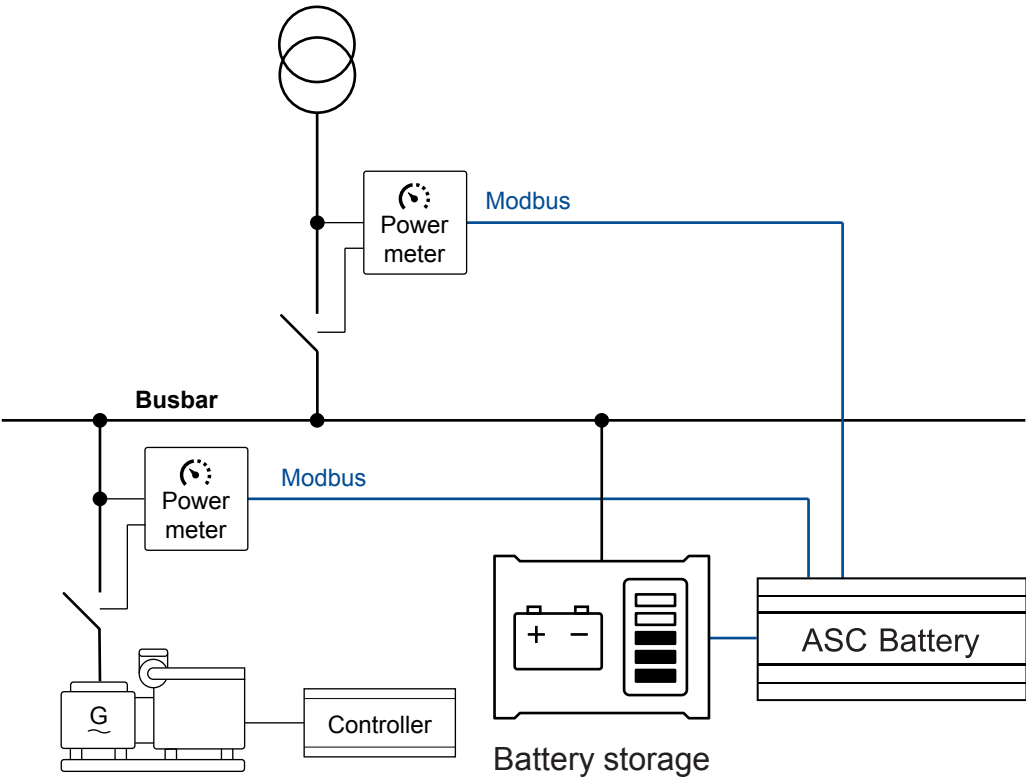 Modbus
Power
meter
Busbar
Modbus
Power
meter
+ −
ASC Battery
G
~
Controller
Battery storage